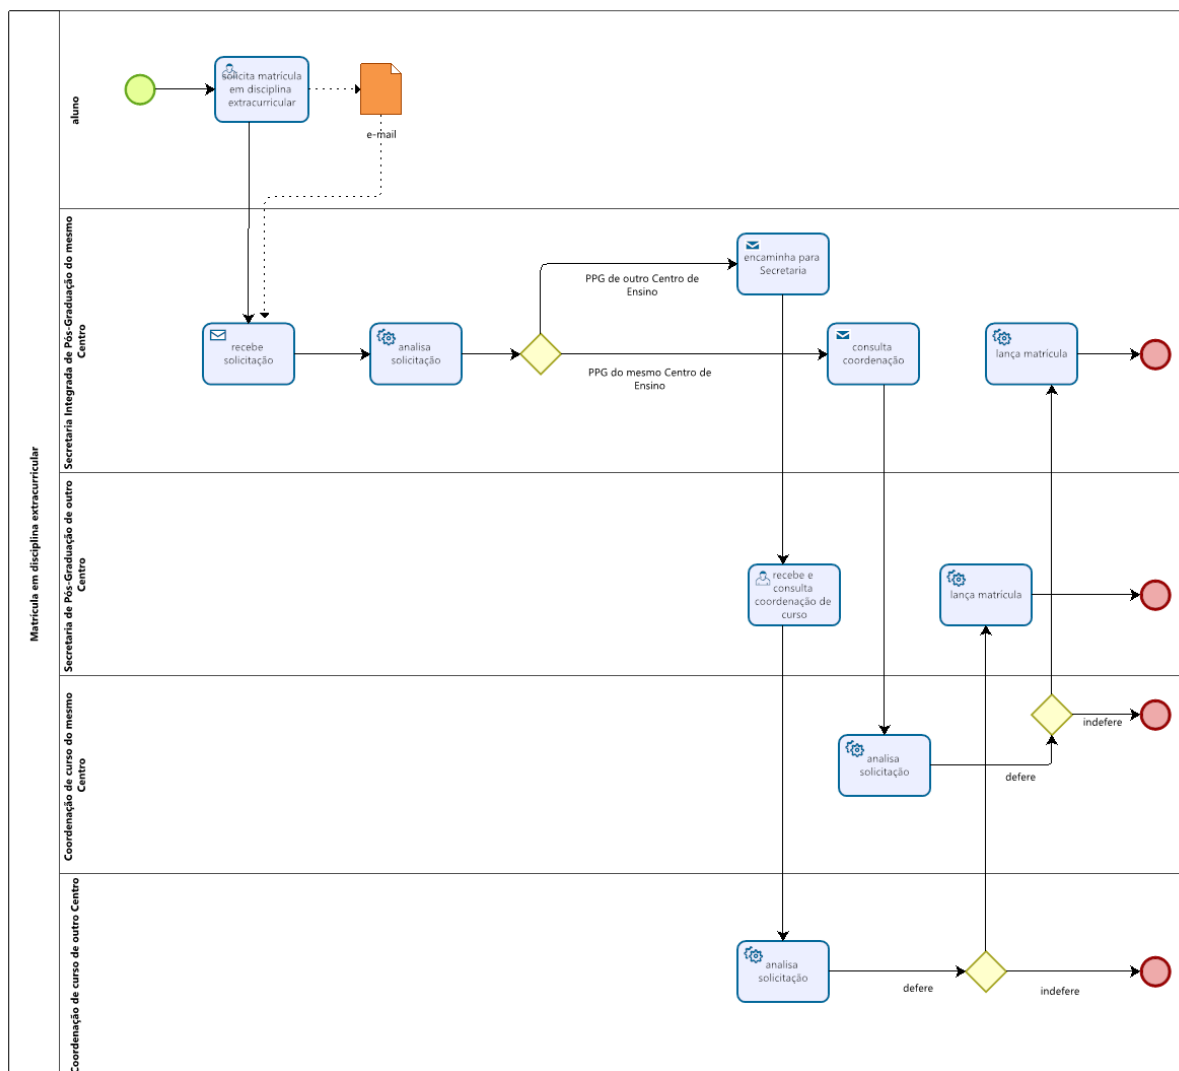 Matrícula em disciplina extracurricular
aluno
solicita matrícula
em disciplina
extracurricular
e-mail
Secretaria Integrada de Pós-Graduação do mesmo
Centro
recebe
solicitação
analisa
solicitação
PPG de outro Centro de
Ensino
PPG do mesmo Centro de
Ensino
encaminha para
Secretaria
consulta
coordenação
lança matrícula
Secretaria de Pós-Graduação de outro
Centro
recebe e
consulta
coordenação de
curso
lança matrícula
Coordenação de curso do mesmo
Centro
analisa
solicitação
defere
indefere
Coordenação de curso de outro Centro
analisa
solicitação
defere
indefere